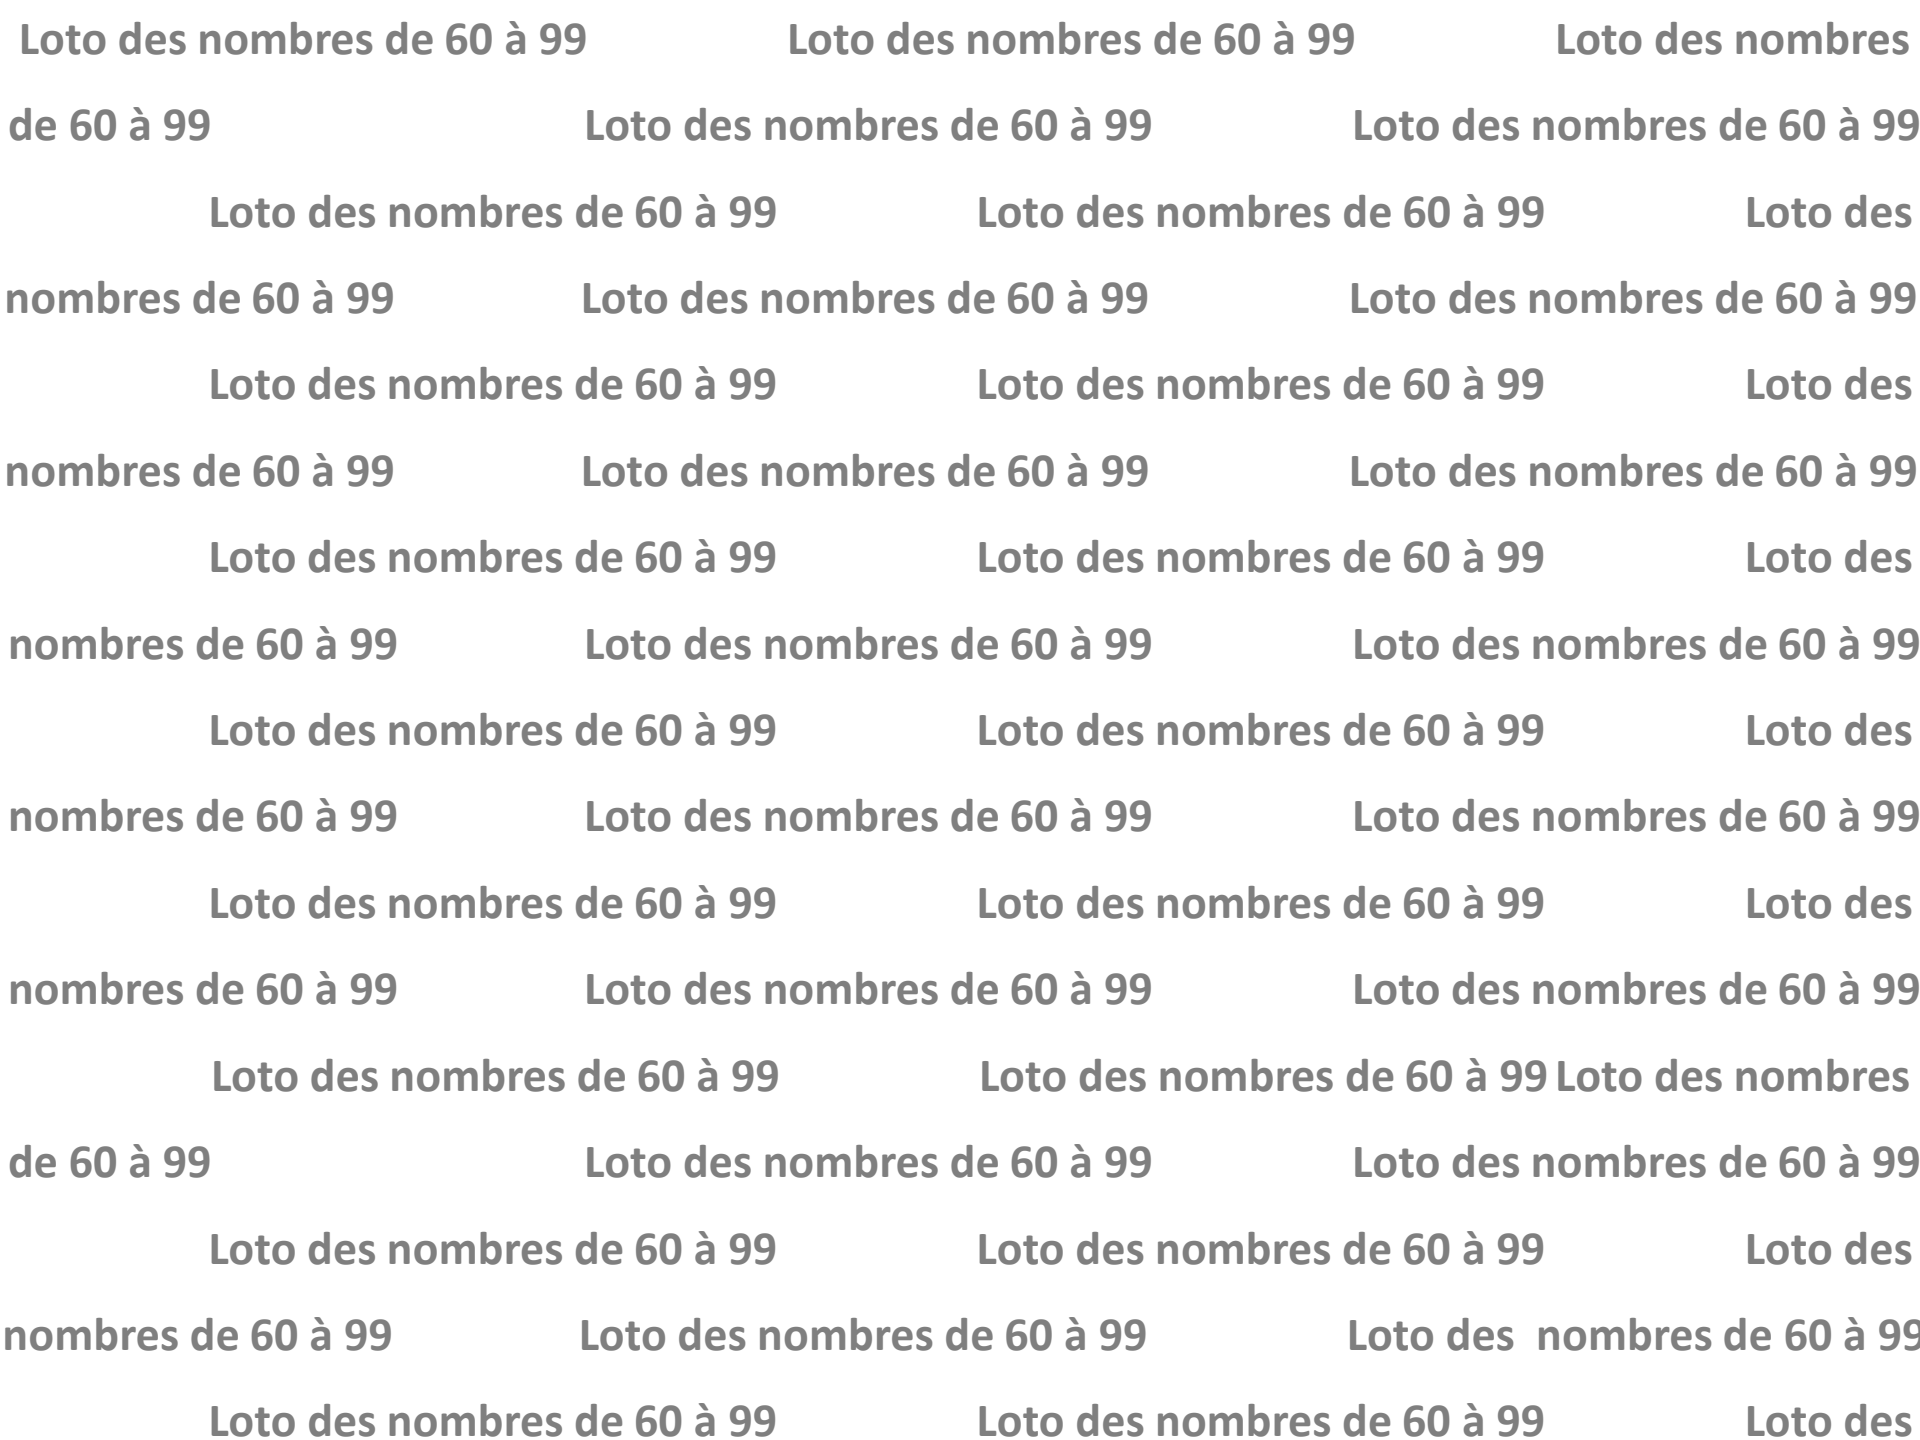 Loto des nombres de 60 à 99 Loto des nombres de 60 à 99 Loto des nombres
de 60 à 99 Loto des nombres de 60 à 99 Loto des nombres de 60 à 99
Loto des nombres de 60 à 99 Loto des nombres de 60 à 99 Loto des
nombres de 60 à 99 Loto des nombres de 60 à 99 Loto des nombres de 60 à 99
Loto des nombres de 60 à 99 Loto des nombres de 60 à 99 Loto des
nombres de 60 à 99 Loto des nombres de 60 à 99 Loto des nombres de 60 à 99
Loto des nombres de 60 à 99 Loto des nombres de 60 à 99 Loto des
nombres de 60 à 99 Loto des nombres de 60 à 99 Loto des nombres de 60 à 99
Loto des nombres de 60 à 99 Loto des nombres de 60 à 99 Loto des
nombres de 60 à 99 Loto des nombres de 60 à 99 Loto des nombres de 60 à 99
Loto des nombres de 60 à 99 Loto des nombres de 60 à 99 Loto des
nombres de 60 à 99 Loto des nombres de 60 à 99 Loto des nombres de 60 à 99
Loto des nombres de 60 à 99 Loto des nombres de 60 à 99 Loto des nombres
de 60 à 99 Loto des nombres de 60 à 99 Loto des nombres de 60 à 99
Loto des nombres de 60 à 99 Loto des nombres de 60 à 99 Loto des
nombres de 60 à 99 Loto des nombres de 60 à 99 Loto des nombres de 60 à 99
Loto des nombres de 60 à 99 Loto des nombres de 60 à 99 Loto des